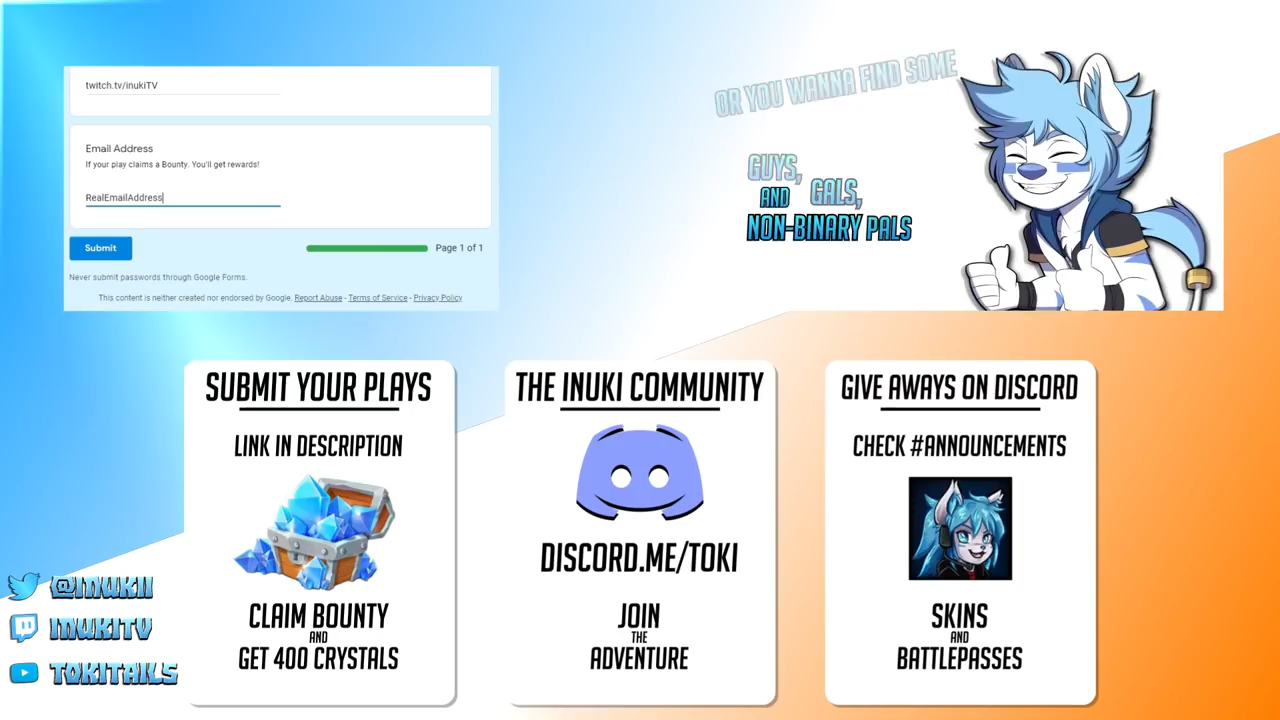 twitch.tv/inukiTV
Email Address
If your play claims a Bounty. You'll get rewards!
RealEmailAddress
Submit
Page 1 of 1
Never submit passwords through Google Forms.
This content is neither created nor endorsed by Google. Report Abuse - Terms of Service - Privacy Policy
OR YOU WANNA FIND SOME
GUYS,
AND GALS,
NON-BINARY PALS
SUBMIT YOUR PLAYS
LINK IN DESCRIPTION
CLAIM BOUNTY
AND
GET 400 CRYSTALS
THE INUKI COMMUNITY
DISCORD.ME/TOKI
JOIN
THE
ADVENTURE
GIVE AWAYS ON DISCORD
CHECK #ANNOUNCEMENTS
SKINS
AND
BATTLEPASSES
@INUKII
INUKITV
TOKITAILS